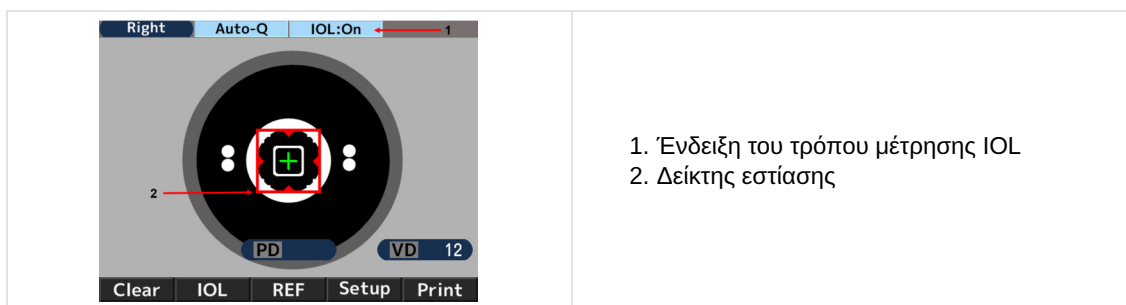 Right Auto-Q IOL:On 1
2
PD VD 12
Clear IOL REF Setup Print
1. Ένδειξη του τρόπου μέτρησης IOL
2. Δείκτης εστίασης